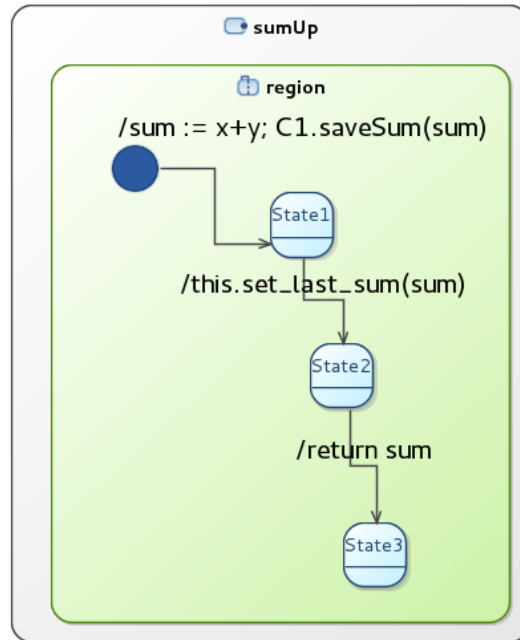 sumUp
region
/sum := x+y; C1.saveSum(sum)
State1
/this.set_last_sum(sum)
State2
/return sum
State3